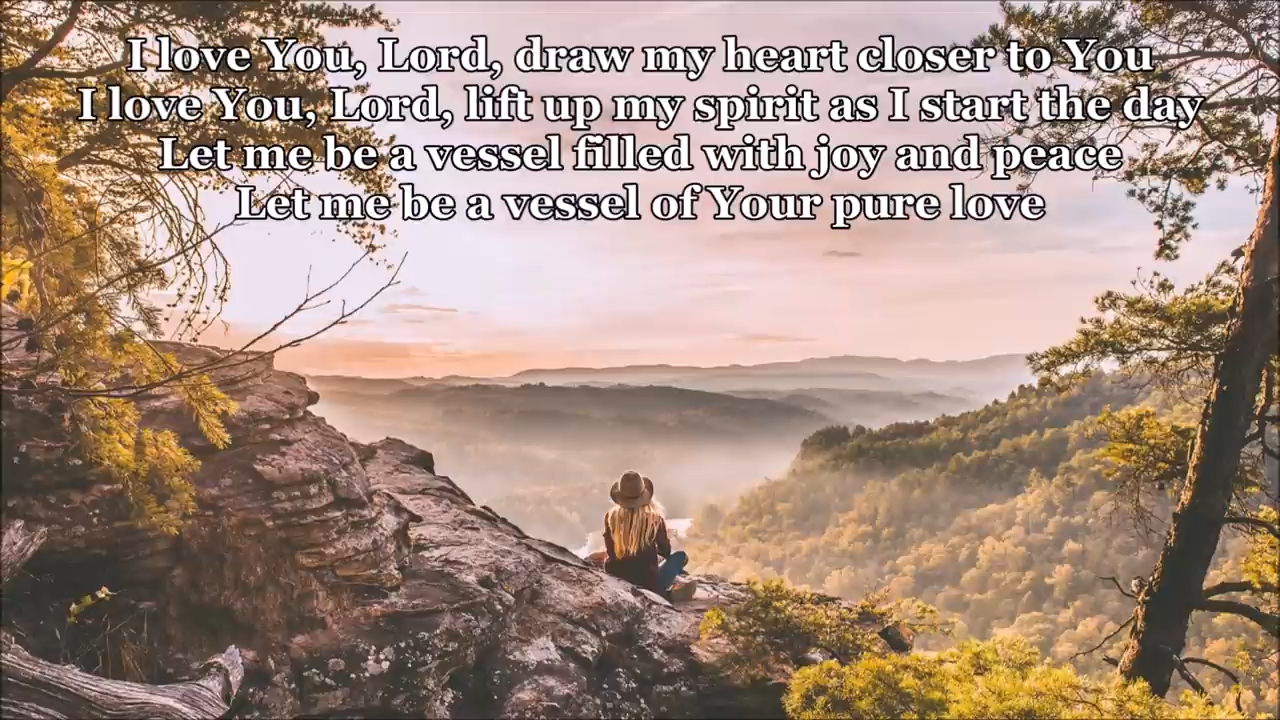 I love You, Lord, draw my heart closer to You
I love You, Lord, lift up my spirit as I start the day
Let me be a vessel filled with joy and peace
Let me be a vessel of Your pure love